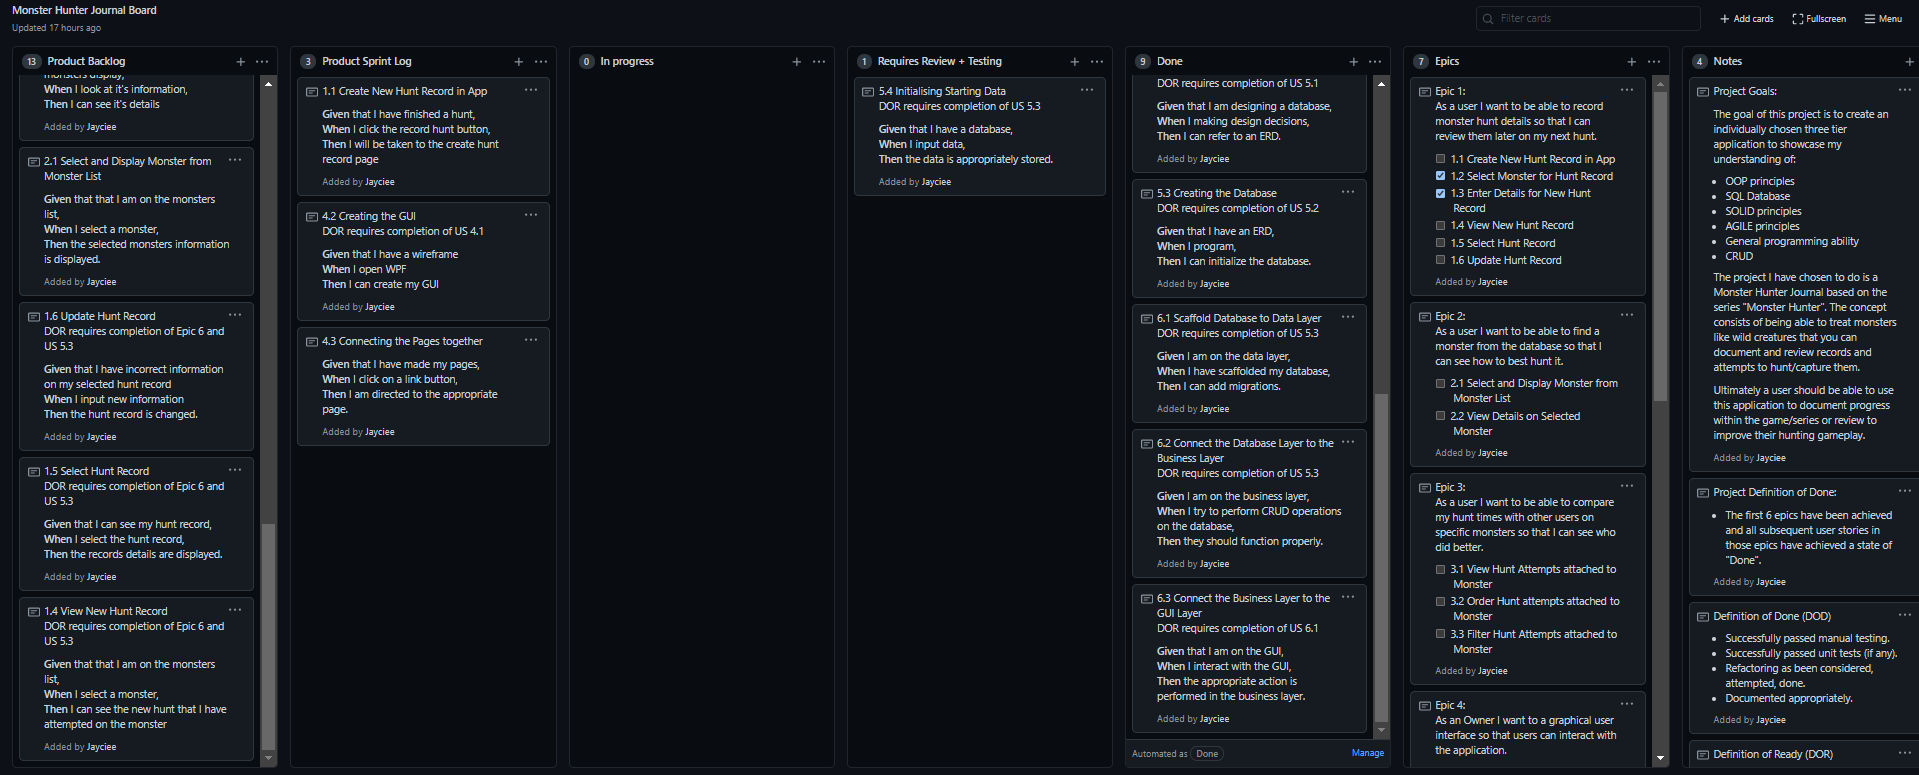 Monster Hunter Journal Board
Updated 17 hours ago
Filter cards
Add cards
Fullscreen
Menu
13 Product Backlog
monsters display,
When I look at it's information,
Then I can see it's details
Added by Jayciee
2.1 Select and Display Monster from
Monster List
Given that that I am on the monsters
list,
When I select a monster,
Then the selected monsters information
is displayed.
Added by Jayciee
1.6 Update Hunt Record
DOR requires completion of Epic 6 and
US 5.3
Given that I have incorrect information
on my selected hunt record
When I input new information
Then the hunt record is changed.
Added by Jayciee
1.5 Select Hunt Record
DOR requires completion of Epic 6 and
US 5.3
Given that I can see my hunt record,
When I select the hunt record,
Then the records details are displayed.
Added by Jayciee
1.4 View New Hunt Record
DOR requires completion of Epic 6 and
US 5.3
Given that that I am on the monsters
list,
When I select a monster,
Then I can see the new hunt that I have
attempted on the monster
Added by Jayciee
3 Product Sprint Log
1.1 Create New Hunt Record in App
Given that I have finished a hunt,
When I click the record hunt button,
Then I will be taken to the create hunt
record page
Added by Jayciee
4.2 Creating the GUI
DOR requires completion of US 4.1
Given that I have a wireframe
When I open WPF
Then I can create my GUI
Added by Jayciee
4.3 Connecting the Pages together
Given that I have made my pages,
When I click on a link button,
Then I am directed to the appropriate
page.
Added by Jayciee
0 In progress
1 Requires Review + Testing
5.4 Initialising Starting Data
DOR requires completion of US 5.3
Given that I have a database,
When I input data,
Then the data is appropriately stored.
Added by Jayciee
9 Done
DOR requires completion of US 5.1
Given that I am designing a database,
When I making design decisions,
Then I can refer to an ERD.
Added by Jayciee
5.3 Creating the Database
DOR requires completion of US 5.2
Given that I have an ERD,
When I program,
Then I can initialize the database.
Added by Jayciee
6.1 Scaffold Database to Data Layer
DOR requires completion of US 5.3
Given I am on the data layer,
When I have scaffolded my database,
Then I can add migrations.
Added by Jayciee
6.2 Connect the Database Layer to the
Business Layer
DOR requires completion of US 5.3
Given I am on the business layer,
When I try to perform CRUD operations
on the database,
Then they should function properly.
Added by Jayciee
6.3 Connect the Business Layer to the
GUI Layer
DOR requires completion of US 6.1
Given that I am on the GUI,
When I interact with the GUI,
Then the appropriate action is
performed in the business layer.
Added by Jayciee
Automated as Done
Manage
7 Epics
Epic 1:
As a user I want to be able to record
monster hunt details so that I can
review them later on my next hunt.
1.1 Create New Hunt Record in App
1.2 Select Monster for Hunt Record
1.3 Enter Details for New Hunt
Record
1.4 View New Hunt Record
1.5 Select Hunt Record
1.6 Update Hunt Record
Added by Jayciee
Epic 2:
As a user I want to be able to find a
monster from the database so that I
can see how to best hunt it.
2.1 Select and Display Monster from
Monster List
2.2 View Details on Selected
Monster
Added by Jayciee
Epic 3:
As a user I want to be able to compare
my hunt times with other users on
specific monsters so that I can see who
did better.
3.1 View Hunt Attempts attached to
Monster
3.2 Order Hunt attempts attached to
Monster
3.3 Filter Hunt Attempts attached to
Monster
Added by Jayciee
Epic 4:
As an Owner I want to a graphical user
interface so that users can interact with
the application.
4 Notes
Project Goals:
The goal of this project is to create an
individually chosen three tier
application to showcase my
understanding of:
• OOP principles
• SQL Database
• SOLID principles
• AGILE principles
• General programming ability
• CRUD
The project I have chosen to do is a
Monster Hunter Journal based on the
series "Monster Hunter". The concept
consists of being able to treat monsters
like wild creatures that you can
document and review records and
attempts to hunt/capture them.
Ultimately a user should be able to use
this application to document progress
within the game/series or review to
improve their hunting gameplay.
Added by Jayciee
Project Definition of Done:
• The first 6 epics have been achieved
and all subsequent user stories in
those epics have achieved a state of
"Done".
Added by Jayciee
Definition of Done (DOD)
• Successfully passed manual testing.
• Successfully passed unit tests (if any).
• Refactoring as been considered,
attempted, done.
• Documented appropriately.
Added by Jayciee
Definition of Ready (DOR)